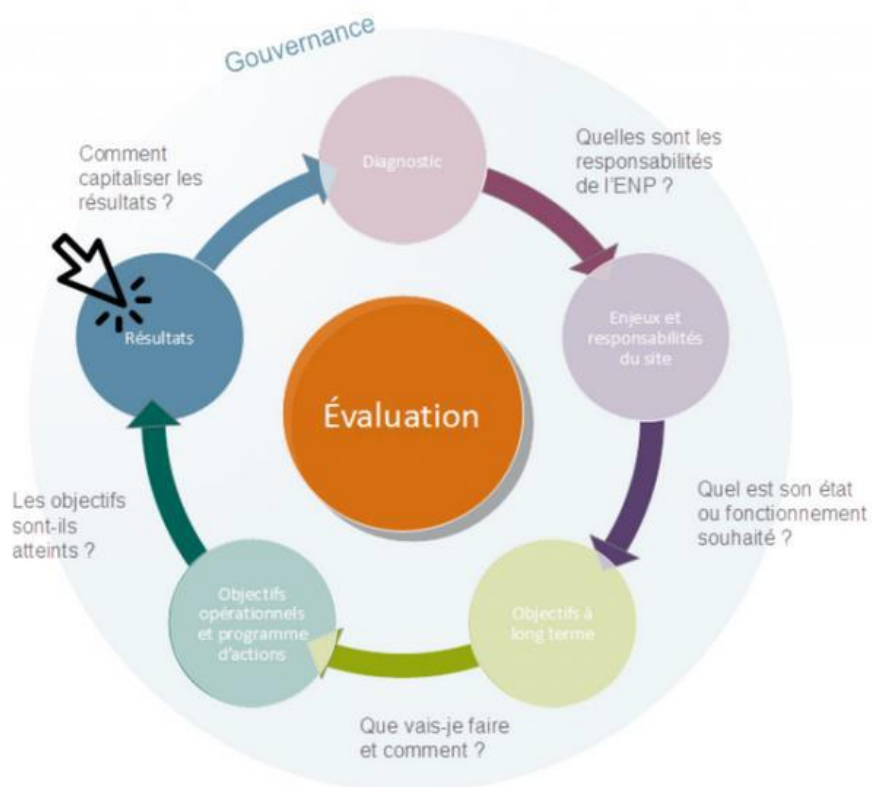 Gouvernance
Comment
capitaliser les
résultats ?
Diagnostic
Quelles sont les
responsabilités
de l'ENP ?
Résultats
Enjeux et
responsabilités
du site
Évaluation
Les objectifs
sont-ils
atteints ?
Quel est son état
ou fonctionnement
souhaité ?
Objectifs
opérationnels
et programme
d'actions
Objectifs à
long terme
Que vais-je faire
et comment ?